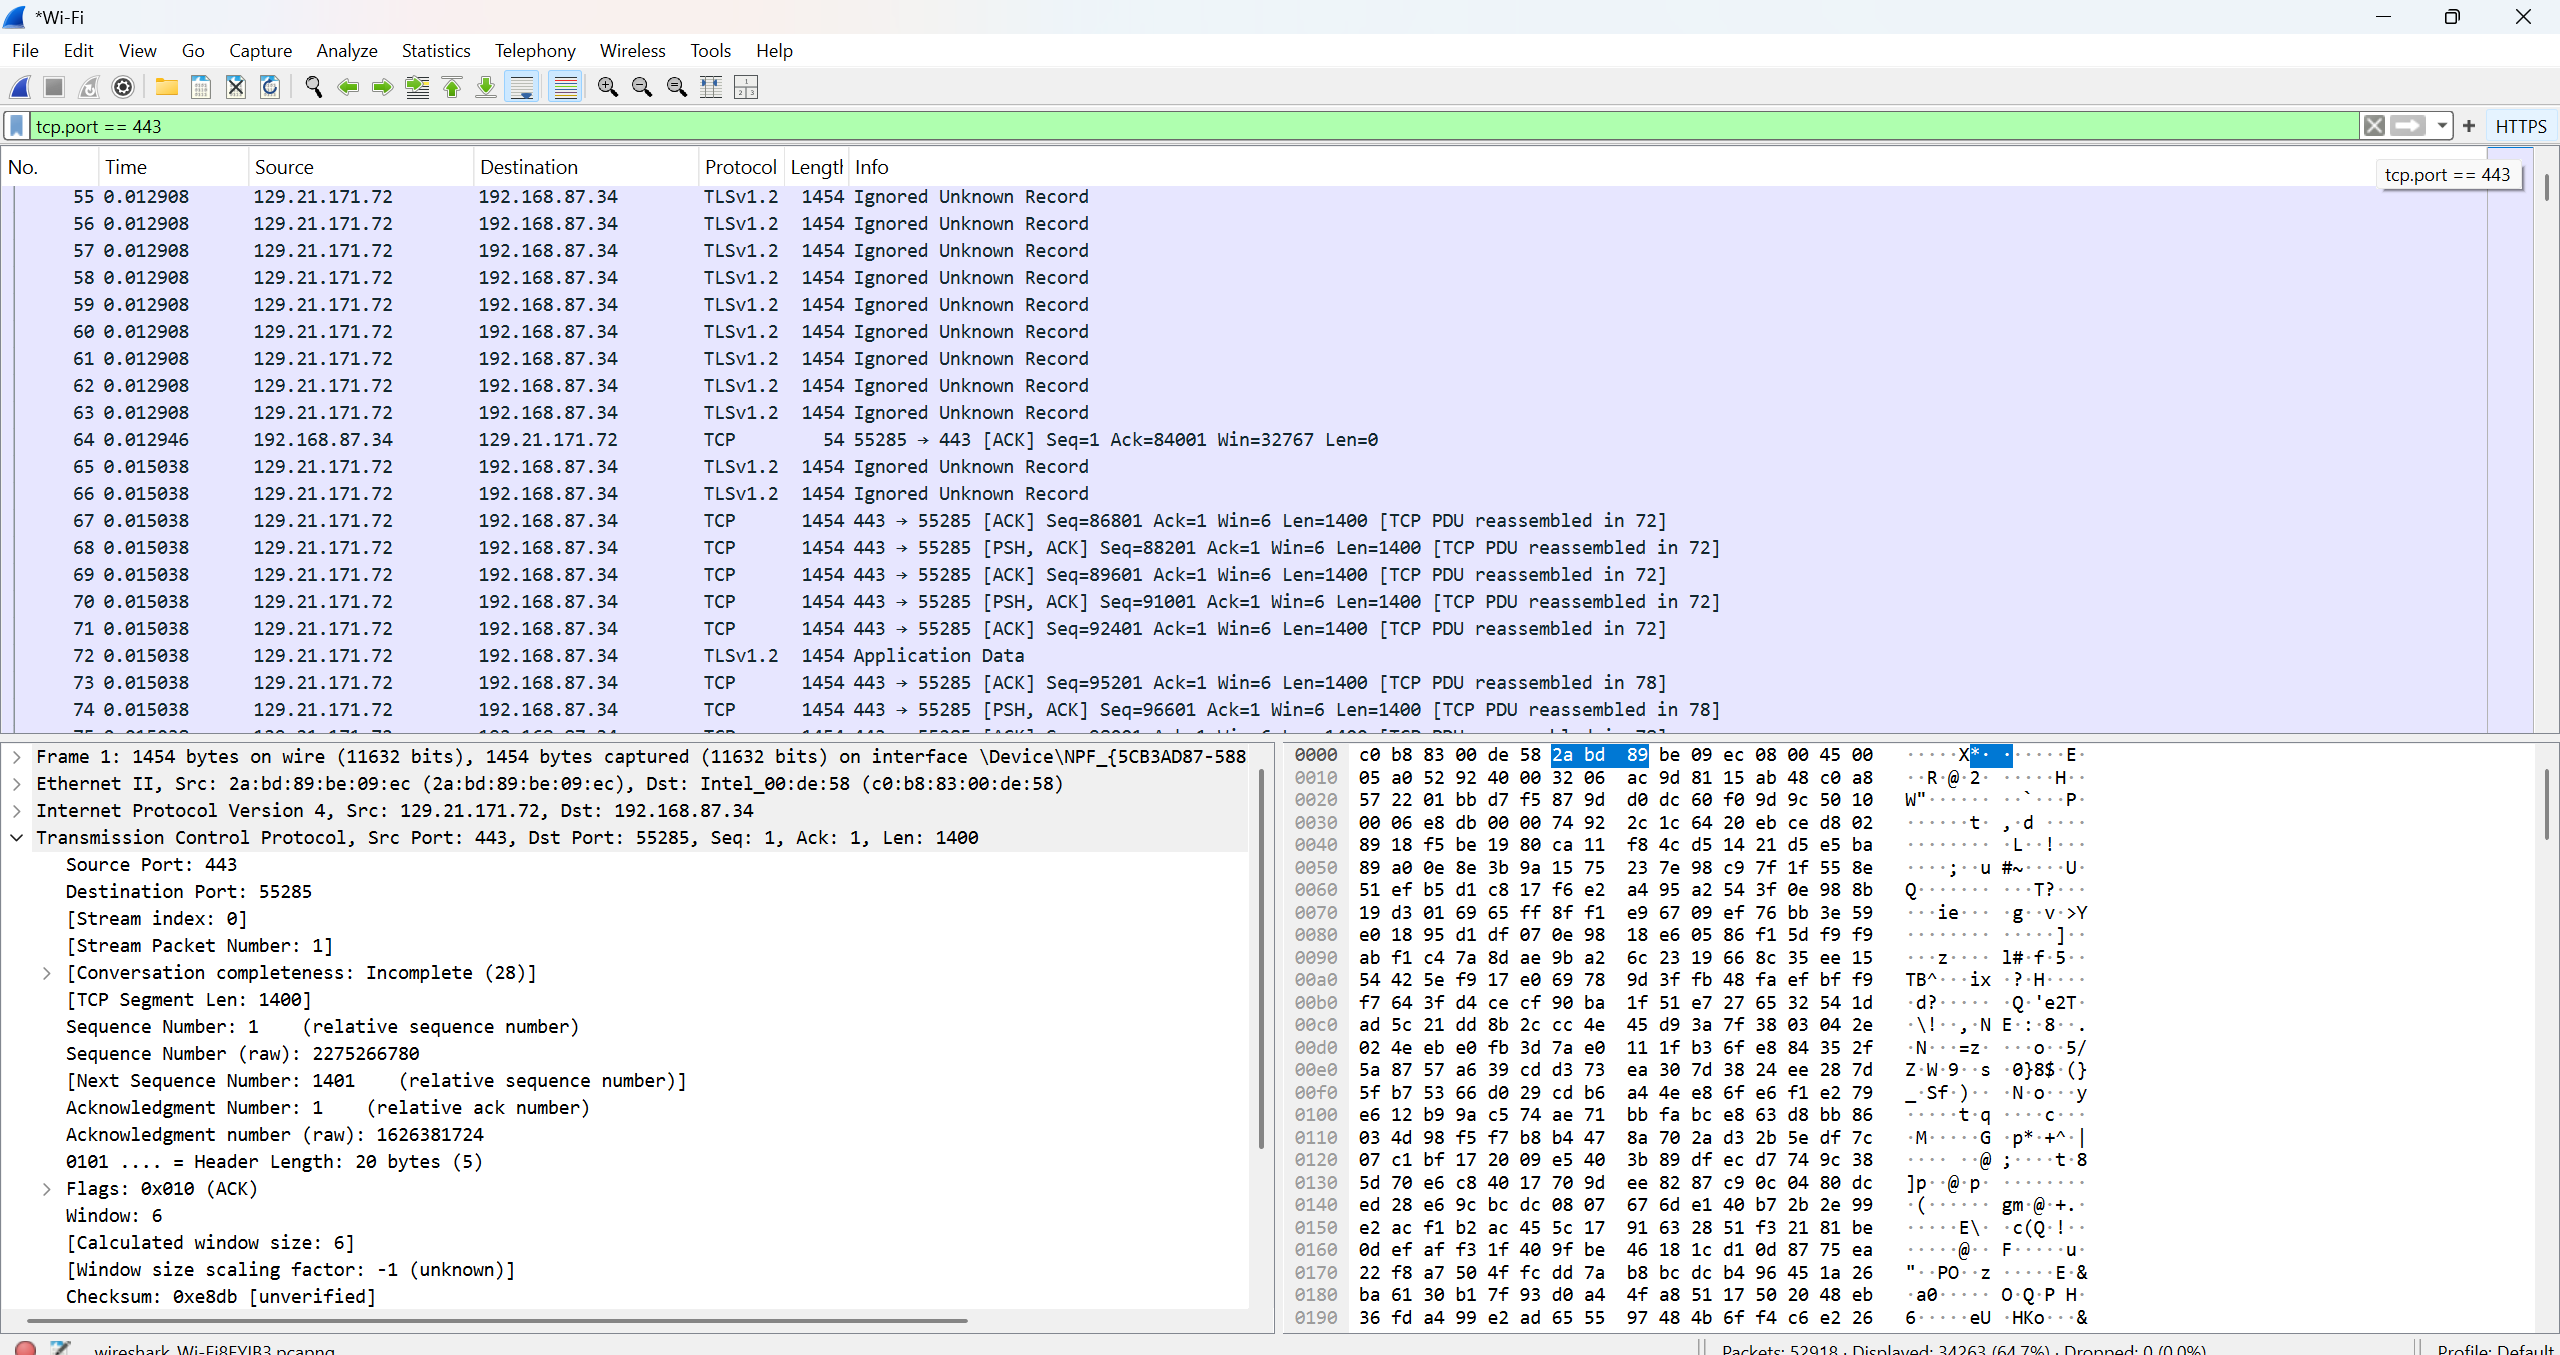 *Wi-Fi
File Edit View Go Capture Analyze Statistics Telephony Wireless Tools Help
tcp.port == 443
+ HTTPS
No. Time Source Destination Protocol Length Info
tcp.port == 443
55 0.012908 129.21.171.72 192.168.87.34 TLSv1.2 1454 Ignored Unknown Record
56 0.012908 129.21.171.72 192.168.87.34 TLSv1.2 1454 Ignored Unknown Record
57 0.012908 129.21.171.72 192.168.87.34 TLSv1.2 1454 Ignored Unknown Record
58 0.012908 129.21.171.72 192.168.87.34 TLSv1.2 1454 Ignored Unknown Record
59 0.012908 129.21.171.72 192.168.87.34 TLSv1.2 1454 Ignored Unknown Record
60 0.012908 129.21.171.72 192.168.87.34 TLSv1.2 1454 Ignored Unknown Record
61 0.012908 129.21.171.72 192.168.87.34 TLSv1.2 1454 Ignored Unknown Record
62 0.012908 129.21.171.72 192.168.87.34 TLSv1.2 1454 Ignored Unknown Record
63 0.012908 129.21.171.72 192.168.87.34 TLSv1.2 1454 Ignored Unknown Record
64 0.012946 192.168.87.34 129.21.171.72 TCP 54 55285 → 443 [ACK] Seq=1 Ack=84001 Win=32767 Len=0
65 0.015038 129.21.171.72 192.168.87.34 TLSv1.2 1454 Ignored Unknown Record
66 0.015038 129.21.171.72 192.168.87.34 TLSv1.2 1454 Ignored Unknown Record
67 0.015038 129.21.171.72 192.168.87.34 TCP 1454 443 → 55285 [ACK] Seq=86801 Ack=1 Win=6 Len=1400 [TCP PDU reassembled in 72]
68 0.015038 129.21.171.72 192.168.87.34 TCP 1454 443 → 55285 [PSH, ACK] Seq=88201 Ack=1 Win=6 Len=1400 [TCP PDU reassembled in 72]
69 0.015038 129.21.171.72 192.168.87.34 TCP 1454 443 → 55285 [ACK] Seq=89601 Ack=1 Win=6 Len=1400 [TCP PDU reassembled in 72]
70 0.015038 129.21.171.72 192.168.87.34 TCP 1454 443 → 55285 [PSH, ACK] Seq=91001 Ack=1 Win=6 Len=1400 [TCP PDU reassembled in 72]
71 0.015038 129.21.171.72 192.168.87.34 TCP 1454 443 → 55285 [ACK] Seq=92401 Ack=1 Win=6 Len=1400 [TCP PDU reassembled in 72]
72 0.015038 129.21.171.72 192.168.87.34 TLSv1.2 1454 Application Data
73 0.015038 129.21.171.72 192.168.87.34 TCP 1454 443 → 55285 [ACK] Seq=95201 Ack=1 Win=6 Len=1400 [TCP PDU reassembled in 78]
74 0.015038 129.21.171.72 192.168.87.34 TCP 1454 443 → 55285 [PSH, ACK] Seq=96601 Ack=1 Win=6 Len=1400 [TCP PDU reassembled in 78]
Frame 1: 1454 bytes on wire (11632 bits), 1454 bytes captured (11632 bits) on interface \Device\NPF_{5CB3AD87-588
Ethernet II, Src: 2a:bd:89:be:09:ec (2a:bd:89:be:09:ec), Dst: Intel_00:de:58 (c0:b8:83:00:de:58)
Internet Protocol Version 4, Src: 129.21.171.72, Dst: 192.168.87.34
Transmission Control Protocol, Src Port: 443, Dst Port: 55285, Seq: 1, Ack: 1, Len: 1400
Source Port: 443
Destination Port: 55285
[Stream index: 0]
[Stream Packet Number: 1]
[Conversation completeness: Incomplete (28)]
[TCP Segment Len: 1400]
Sequence Number: 1 (relative sequence number)
Sequence Number (raw): 2275266780
[Next Sequence Number: 1401 (relative sequence number)]
Acknowledgment Number: 1 (relative ack number)
Acknowledgment number (raw): 1626381724
0101 .... = Header Length: 20 bytes (5)
Flags: 0x010 (ACK)
Window: 6
[Calculated window size: 6]
[Window size scaling factor: -1 (unknown)]
Checksum: 0xe8db [unverified]
0000 c0 b8 83 00 de 58 2a bd 89 be 09 ec 08 00 45 00 ·····X*· ······E·
0010 05 a0 52 92 40 00 32 06 ac 9d 81 15 ab 48 c0 a8 ··R·@·2· ·····H··
0020 57 22 01 bb d7 f5 87 9d d0 dc 60 f0 9d 9c 50 10 W"······ ··`···P·
0030 00 06 e8 db 00 00 74 92 2c 1c 64 20 eb ce d8 02 ······t· ,·d ····
0040 89 18 f5 be 19 80 ca 11 f8 4c d5 14 21 d5 e5 ba ········ ·L··!···
0050 89 a0 0e 8e 3b 9a 15 75 23 7e 98 c9 7f 1f 55 8e ····;··u #~····U·
0060 51 ef b5 d1 c8 17 f6 e2 a4 95 a2 54 3f 0e 98 8b Q······· ···T?···
0070 19 d3 01 69 65 ff 8f f1 e9 67 09 ef 76 bb 3e 59 ···ie··· ·g··v·>Y
0080 e0 18 95 d1 df 07 0e 98 18 e6 05 86 f1 5d f9 f9 ········ ·····]··
0090 ab f1 c4 7a 8d ae 9b a2 6c 23 19 66 8c 35 ee 15 ···z···· l#·f·5··
00a0 54 42 5e f9 17 e0 69 78 9d 3f fb 48 fa ef bf f9 TB^···ix ·?·H····
00b0 f7 64 3f d4 ce cf 90 ba 1f 51 e7 27 65 32 54 1d ·d?····· ·Q·'e2T·
00c0 ad 5c 21 dd 8b 2c cc 4e 45 d9 3a 7f 38 03 04 2e ·\!··,·N E·:·8··.
00d0 02 4e eb e0 fb 3d 7a e0 11 1f b3 6f e8 84 35 2f ·N···=z· ···o··5/
00e0 5a 87 57 a6 39 cd d3 73 ea 30 7d 38 24 ee 28 7d Z·W·9··s ·0}8$·(}
00f0 5f b7 53 66 d0 29 cd b6 a4 4e e8 6f e6 f1 e2 79 _·Sf·)·· ·N·o···y
0100 e6 12 b9 9a c5 74 ae 71 bb fa bc e8 63 d8 bb 86 ·····t·q ····c···
0110 03 4d 98 f5 f7 b8 b4 47 8a 70 2a d3 2b 5e df 7c ·M·····G ·p*·+^·|
0120 07 c1 bf 17 20 09 e5 40 3b 89 df ec d7 74 9c 38 ···· ··@ ;····t·8
0130 5d 70 e6 c8 40 17 70 9d ee 82 87 c9 0c 04 80 dc ]p··@·p· ········
0140 ed 28 e6 9c bc dc 08 07 67 6d e1 40 b7 2b 2e 99 ·(······ gm·@·+.·
0150 e2 ac f1 b2 ac 45 5c 17 91 63 28 51 f3 21 81 be ·····E\· ·c(Q·!··
0160 0d ef af f3 1f 40 9f be 46 18 1c d1 0d 87 75 ea ·····@·· F·····u·
0170 22 f8 a7 50 4f fc dd 7a b8 bc dc b4 96 45 1a 26 "··PO··z ·····E·&
0180 ba 61 30 b1 7f 93 d0 a4 4f a8 51 17 50 20 48 eb ·a0····· O·Q·P H·
0190 36 fd a4 99 e2 ad 65 55 97 48 4b 6f f4 c6 e2 26 6·····eU ·HKo···&
wireshark_Wi-Fi8EYIB3.pcapng Packets: 52918 · Displayed: 34263 (64.7%) · Dropped: 0 (0.0%) Profile: Default